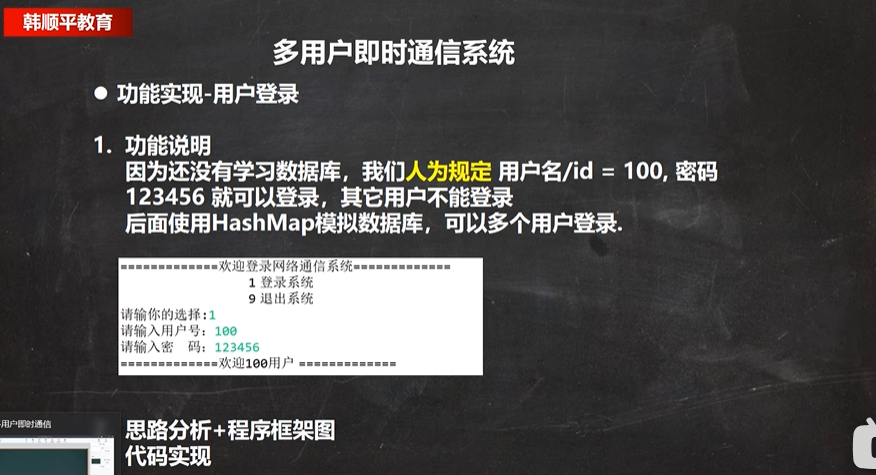 韩顺平教育
多用户即时通信系统
● 功能实现-用户登录
1. 功能说明
因为还没有学习数据库，我们人为规定 用户名/id = 100, 密码
123456 就可以登录，其它用户不能登录
后面使用HashMap模拟数据库，可以多个用户登录.
=============欢迎登录网络通信系统=============
1 登录系统
9 退出系统
请输你的选择:1
请输入用户号: 100
请输入密 码: 123456
=============欢迎100用户 =============
用户即时通信
思路分析+程序框架图
代码实现